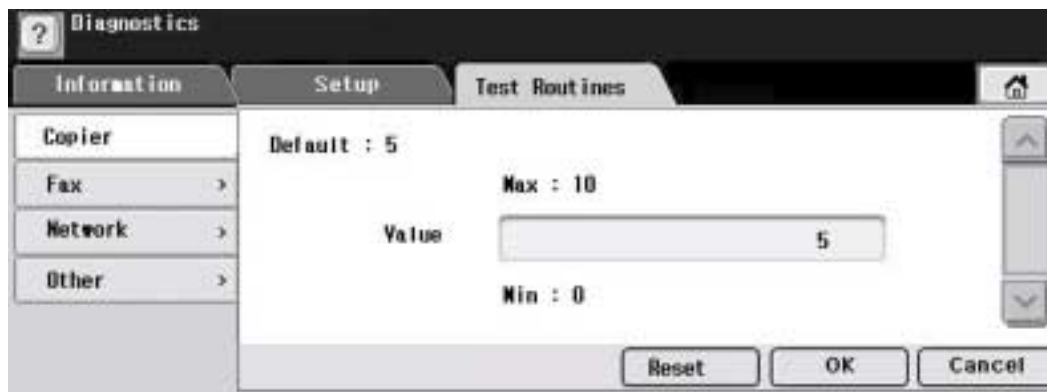 ?
Diagnostics
Information Setup Test Routines
Copier
Fax >
Network >
Other >
Default : 5
Max : 10
Value 5
Min : 0
Reset OK Cancel